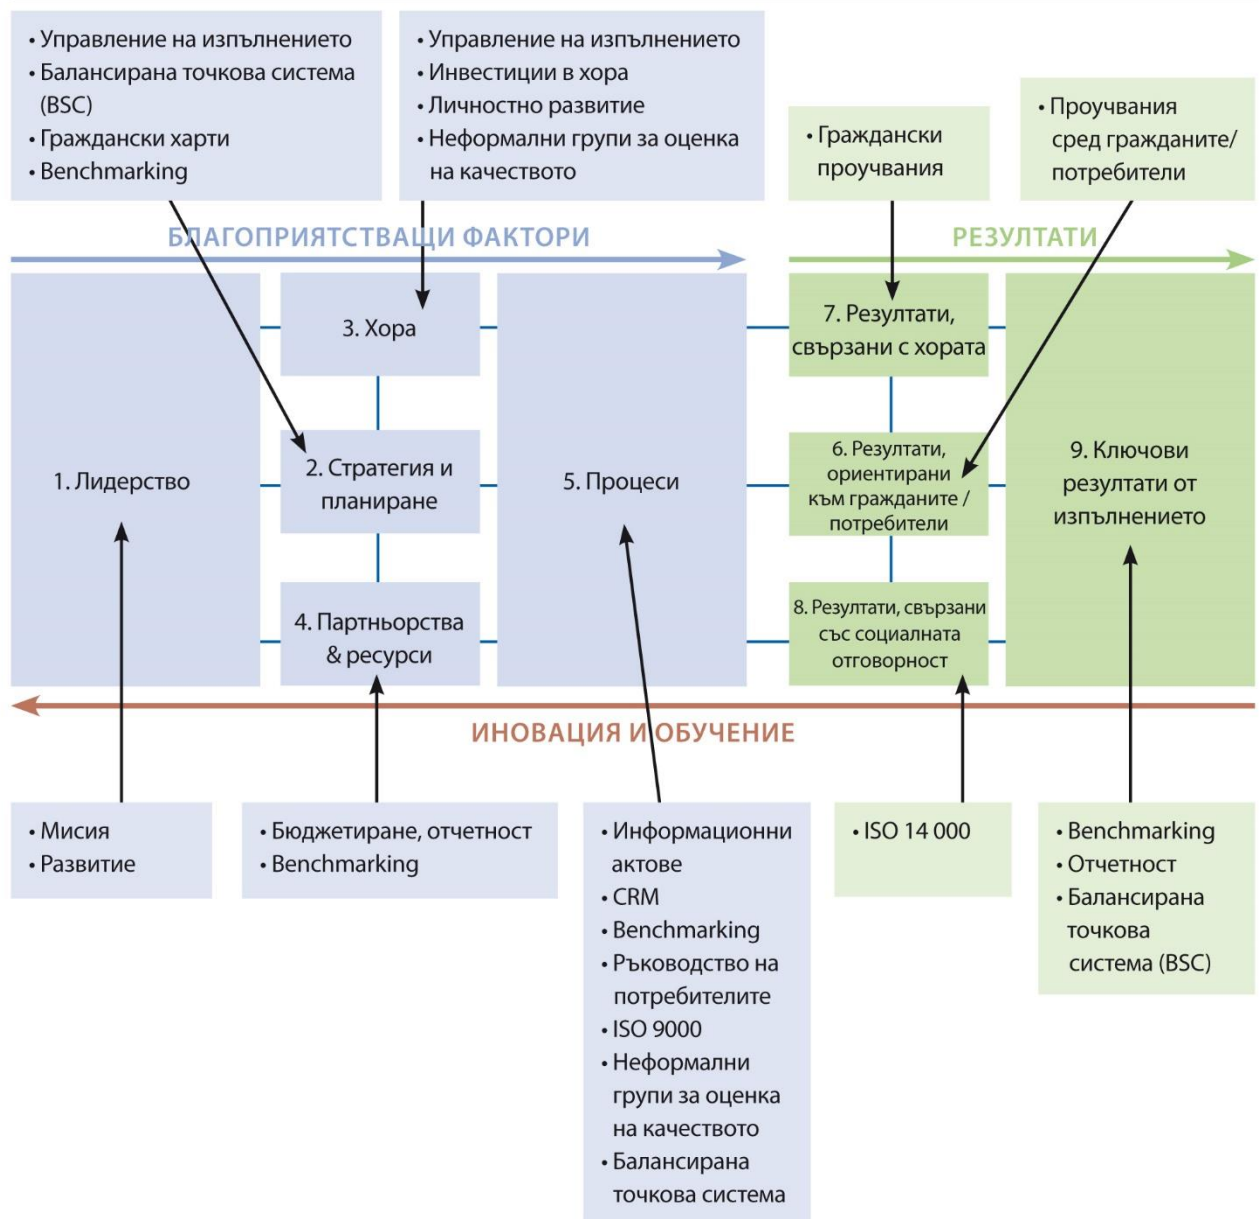 • Управление на изпълнението
• Балансирана точкова система
(BSC)
• Граждански харти
• Benchmarking
• Управление на изпълнението
• Инвестиции в хора
• Личностно развитие
• Неформални групи за оценка
на качеството
• Граждански
проучвания
• Проучвания
сред гражданите/
потребители
БЛАГОПРИЯТСТВАЩИ ФАКТОРИ
РЕЗУЛТАТИ
1. Лидерство
3. Хора
2. Стратегия и
планиране
4. Партньорства
& ресурси
5. Процеси
7. Резултати,
свързани с хората
6. Резултати,
ориентирани
към гражданите /
потребители
8. Резултати, свързани
със социалната
отговорност
9. Ключови
резултати от
изпълнението
ИНОВАЦИЯ И ОБУЧЕНИЕ
• Мисия
• Развитие
• Бюджетиране, отчетност
• Benchmarking
• Информационни
актове
• CRM
• Benchmarking
• Ръководство на
потребителите
• ISO 9000
• Неформални
групи за оценка
на качеството
• Балансирана
точкова система
• ISO 14 000
• Benchmarking
• Отчетност
• Балансирана
точкова
система (BSC)